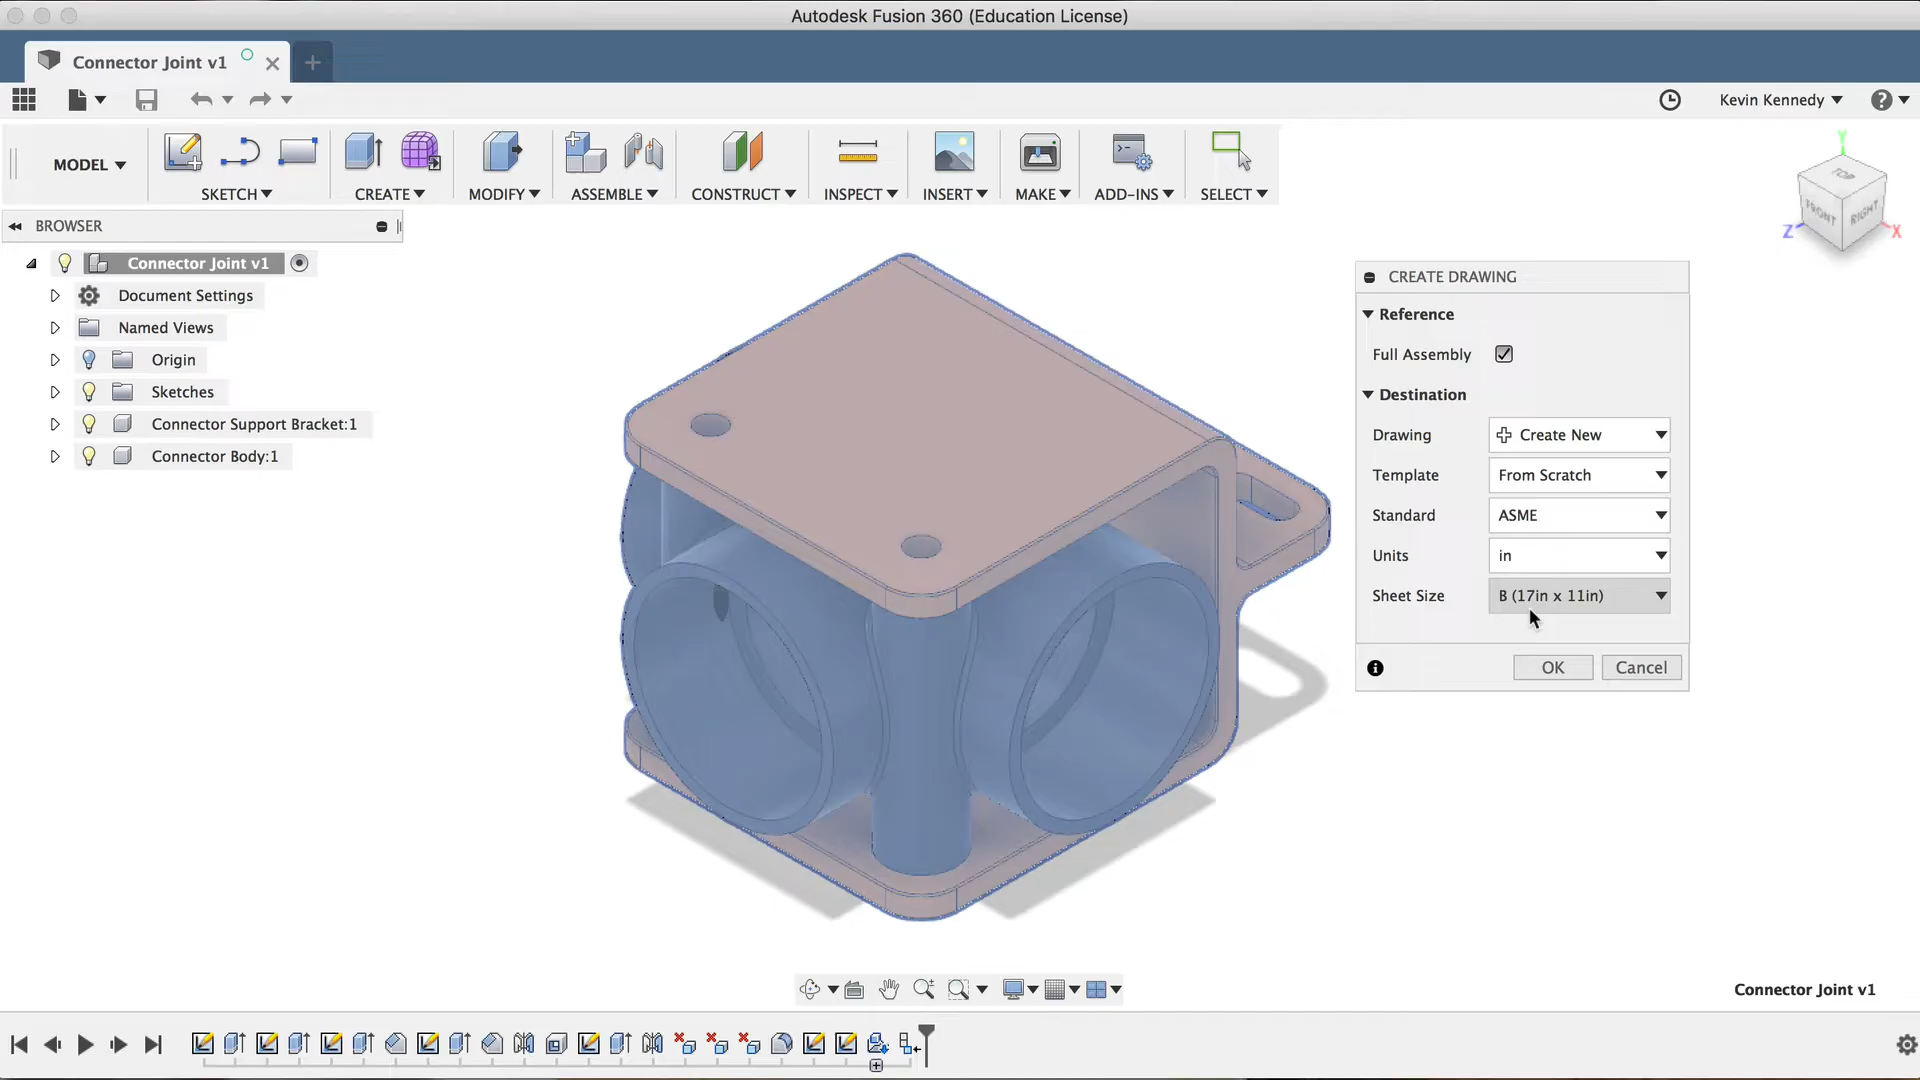 Autodesk Fusion 360 (Education License)
Connector Joint v1
Kevin Kennedy
MODEL
SKETCH
CREATE
MODIFY
ASSEMBLE
CONSTRUCT
INSPECT
INSERT
MAKE
ADD-INS
SELECT
Y
TOP
FRONT
RIGHT
Z
X
BROWSER
Connector Joint v1
Document Settings
Named Views
Origin
Sketches
Connector Support Bracket:1
Connector Body:1
CREATE DRAWING
Reference
Full Assembly
Destination
Drawing Create New
Template From Scratch
Standard ASME
Units in
Sheet Size B (17in x 11in)
OK Cancel
Connector Joint v1